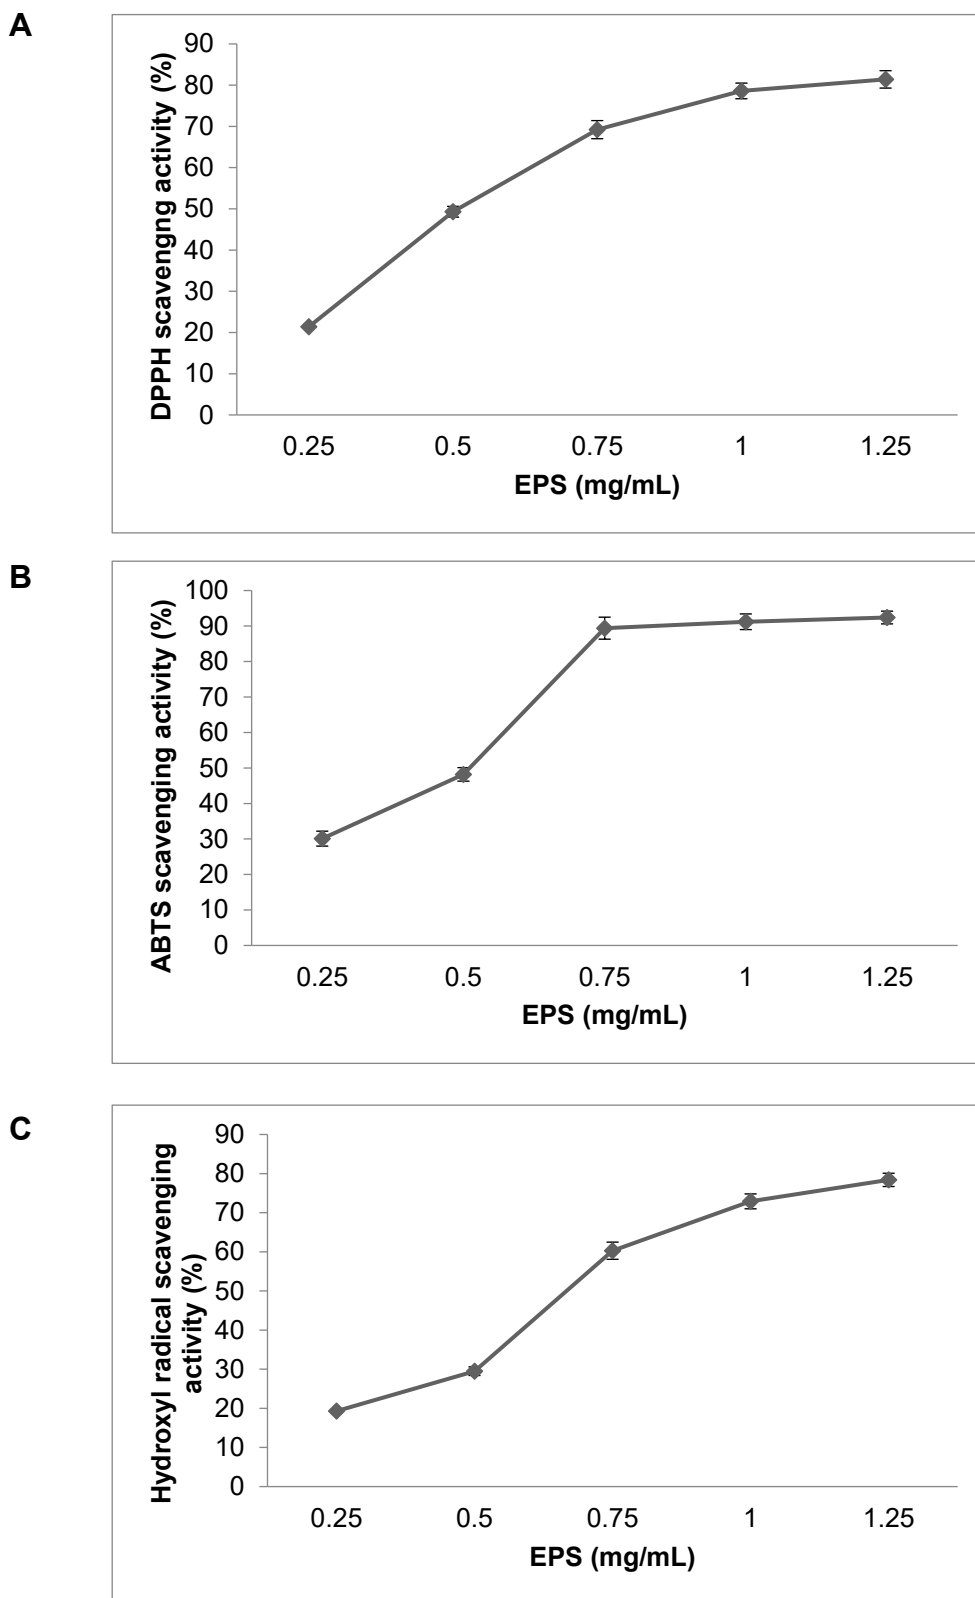 A
DPPH scavengng activity (%)
90
80
70
60
50
40
30
20
10
0
0.25 0.5 0.75 1 1.25
EPS (mg/mL)
B
ABTS scavenging activity (%)
100
90
80
70
60
50
40
30
20
10
0
0.25 0.5 0.75 1 1.25
EPS (mg/mL)
C
Hydroxyl radical scavenging
activity (%)
90
80
70
60
50
40
30
20
10
0
0.25 0.5 0.75 1 1.25
EPS (mg/mL)